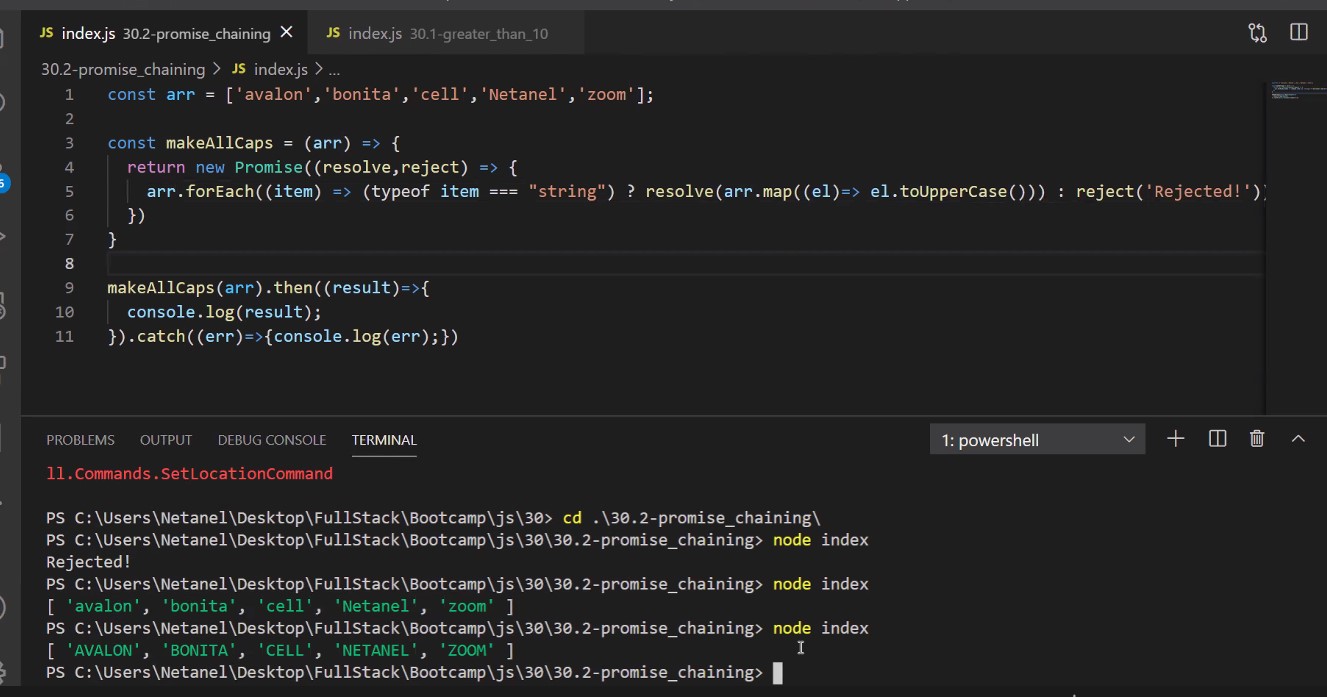 JS index.js 30.2-promise_chaining JS index.js 30.1-greater_than_10
30.2-promise_chaining > JS index.js > ...
1 const arr = ['avalon','bonita','cell','Netanel','zoom'];
2
3 const makeAllCaps = (arr) => {
4 return new Promise((resolve,reject) => {
5 arr.forEach((item) => (typeof item === "string") ? resolve(arr.map((el)=> el.toUpperCase())) : reject('Rejected!'))
6 })
7 }
8
9 makeAllCaps(arr).then((result)=>{
10 console.log(result);
11 }).catch((err)=>{console.log(err);})
PROBLEMS OUTPUT DEBUG CONSOLE TERMINAL 1: powershell
ll.Commands.SetLocationCommand
PS C:\Users\Netanel\Desktop\FullStack\Bootcamp\js\30> cd .\30.2-promise_chaining\
PS C:\Users\Netanel\Desktop\FullStack\Bootcamp\js\30\30.2-promise_chaining> node index
Rejected!
PS C:\Users\Netanel\Desktop\FullStack\Bootcamp\js\30\30.2-promise_chaining> node index
[ 'avalon', 'bonita', 'cell', 'Netanel', 'zoom' ]
PS C:\Users\Netanel\Desktop\FullStack\Bootcamp\js\30\30.2-promise_chaining> node index
[ 'AVALON', 'BONITA', 'CELL', 'NETANEL', 'ZOOM' ]
PS C:\Users\Netanel\Desktop\FullStack\Bootcamp\js\30\30.2-promise_chaining>